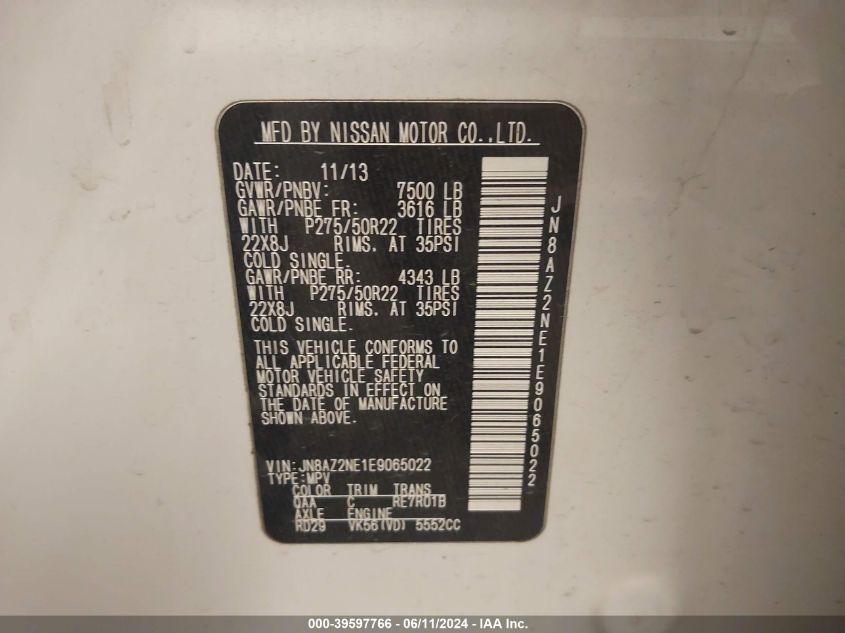 MFD BY NISSAN MOTOR CO.,LTD.
DATE: 11/13
GVWR/PNBV: 7500 LB
GAWR/PNBE FR: 3616 LB
WITH P275/50R22 TIRES
22X8J RIMS. AT 35PSI
COLD SINGLE.
GAWR/PNBE RR: 4343 LB
WITH P275/50R22 TIRES
22X8J RIMS. AT 35PSI
COLD SINGLE.
THIS VEHICLE CONFORMS TO
ALL APPLICABLE FEDERAL
MOTOR VEHICLE SAFETY
STANDARDS IN EFFECT ON
THE DATE OF MANUFACTURE
SHOWN ABOVE.
VIN:JN8AZ2NE1E9065022
TYPE:MPV
COLOR TRIM TRANS
QAA C RE7R01B
AXLE ENGINE
RD29 VK56(VD) 5552CC
JN8AZ2NE1E9065022
000-39597766 - 06/11/2024 - IAA Inc.